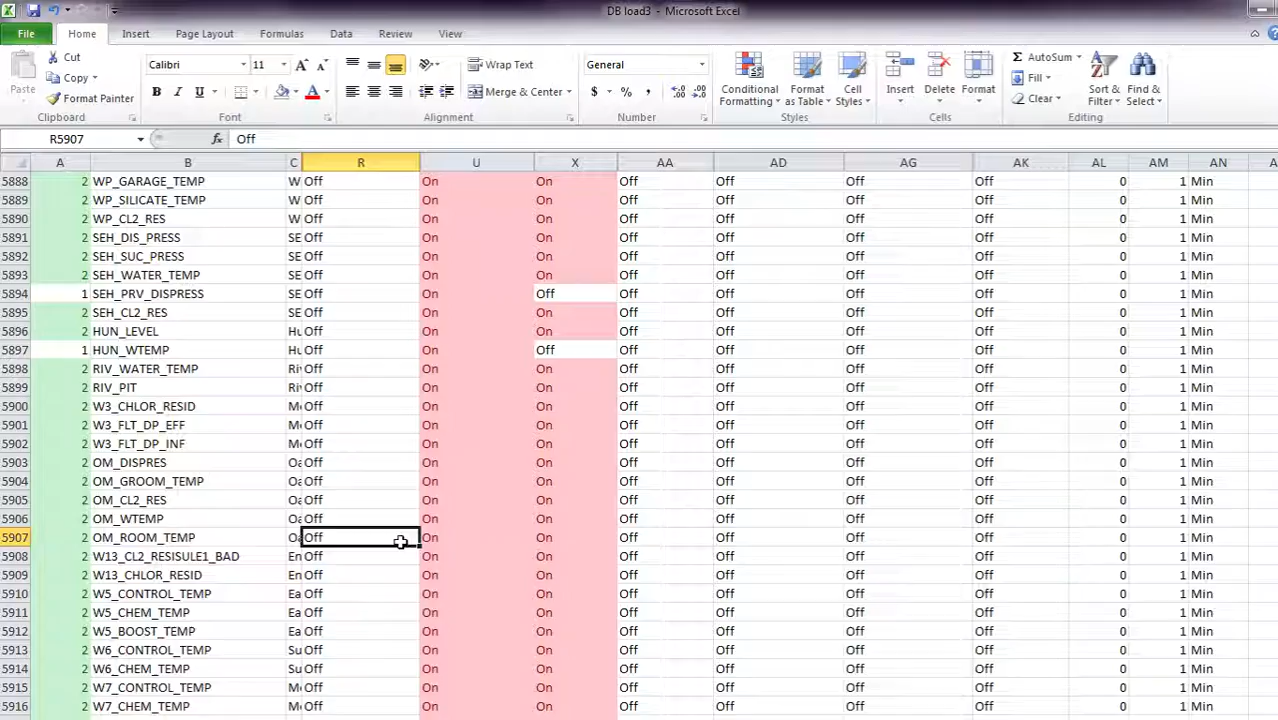 DB load3 - Microsoft Excel
File Home Insert Page Layout Formulas Data Review View
Cut
Copy
Format Painter
Paste
Calibri 11
Wrap Text
Merge & Center
General
Conditional Formatting
Format as Table
Cell Styles
Insert Delete Format
AutoSum
Fill
Clear
Sort & Filter
Find & Select
Clipboard Font Alignment Number Styles Cells Editing
R5907 fx Off
A B C R U X AA AD AG AK AL AM AN A
5888 2 WP_GARAGE_TEMP W Off On On Off Off Off Off 0 1 Min
5889 2 WP_SILICATE_TEMP W Off On On Off Off Off Off 0 1 Min
5890 2 WP_CL2_RES W Off On On Off Off Off Off 0 1 Min
5891 2 SEH_DIS_PRESS SE Off On On Off Off Off Off 0 1 Min
5892 2 SEH_SUC_PRESS SE Off On On Off Off Off Off 0 1 Min
5893 2 SEH_WATER_TEMP SE Off On On Off Off Off Off 0 1 Min
5894 1 SEH_PRV_DISPRESS SE Off On Off Off Off Off Off 0 1 Min
5895 2 SEH_CL2_RES SE Off On On Off Off Off Off 0 1 Min
5896 2 HUN_LEVEL Hu Off On On Off Off Off Off 0 1 Min
5897 1 HUN_WTEMP Hu Off On Off Off Off Off Off 0 1 Min
5898 2 RIV_WATER_TEMP Riv Off On On Off Off Off Off 0 1 Min
5899 2 RIV_PIT Riv Off On On Off Off Off Off 0 1 Min
5900 2 W3_CHLOR_RESID Mo Off On On Off Off Off Off 0 1 Min
5901 2 W3_FLT_DP_EFF Mo Off On On Off Off Off Off 0 1 Min
5902 2 W3_FLT_DP_INF Mo Off On On Off Off Off Off 0 1 Min
5903 2 OM_DISPRES Oa Off On On Off Off Off Off 0 1 Min
5904 2 OM_GROOM_TEMP Oa Off On On Off Off Off Off 0 1 Min
5905 2 OM_CL2_RES Oa Off On On Off Off Off Off 0 1 Min
5906 2 OM_WTEMP Oa Off On On Off Off Off Off 0 1 Min
5907 2 OM_ROOM_TEMP Oa Off On On Off Off Off Off 0 1 Min
5908 2 W13_CL2_RESISULE1_BAD En Off On On Off Off Off Off 0 1 Min
5909 2 W13_CHLOR_RESID En Off On On Off Off Off Off 0 1 Min
5910 2 W5_CONTROL_TEMP Ea Off On On Off Off Off Off 0 1 Min
5911 2 W5_CHEM_TEMP Ea Off On On Off Off Off Off 0 1 Min
5912 2 W5_BOOST_TEMP Ea Off On On Off Off Off Off 0 1 Min
5913 2 W6_CONTROL_TEMP Su Off On On Off Off Off Off 0 1 Min
5914 2 W6_CHEM_TEMP Su Off On On Off Off Off Off 0 1 Min
5915 2 W7_CONTROL_TEMP Mo Off On On Off Off Off Off 0 1 Min
5916 2 W7_CHEM_TEMP Mo Off On On Off Off Off Off 0 1 Min